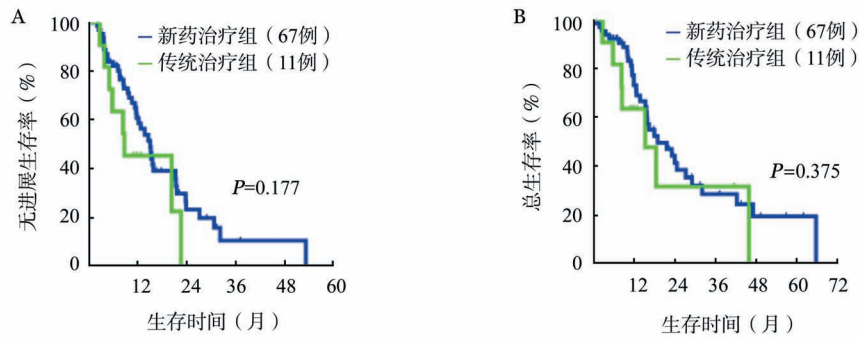 A
100
80
60
40
20
0
无进展生存率（%）
新药治疗组（67例）
传统治疗组（11例）
P=0.177
12 24 36 48 60
生存时间（月）
B
100
80
60
40
20
0
总生存率（%）
新药治疗组（67例）
传统治疗组（11例）
P=0.375
12 24 36 48 60 72
生存时间（月）